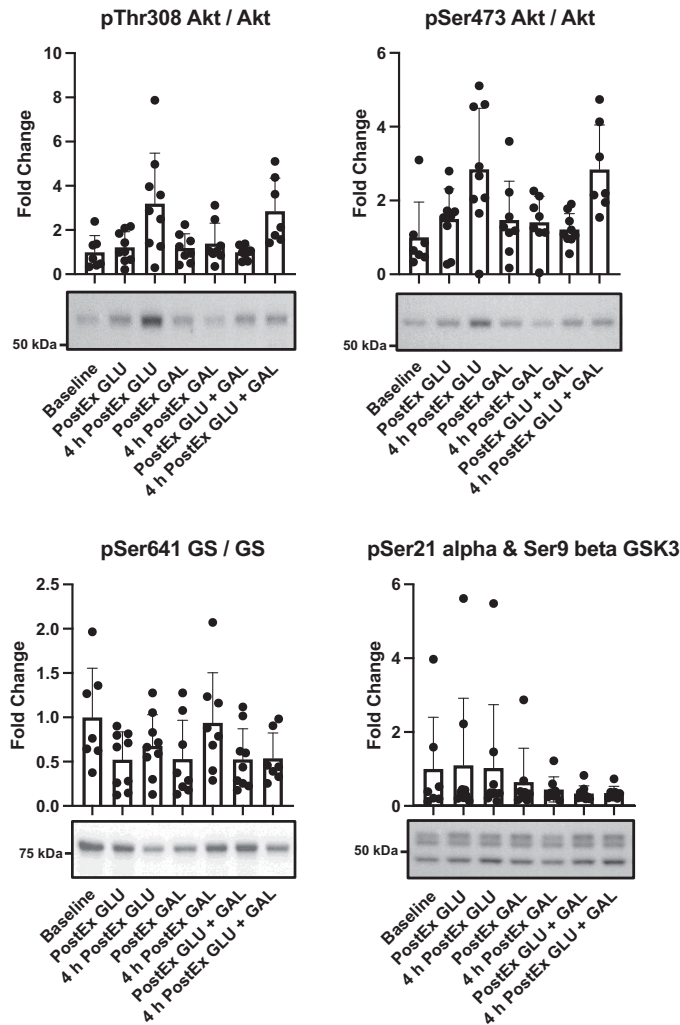 pThr308 Akt / Akt
10
8
6
4
2
0
Fold Change
50 kDa
Baseline
PostEx GLU
4 h PostEx GLU
PostEx GAL
4 h PostEx GAL
PostEx GLU + GAL
4 h PostEx GLU + GAL
pSer473 Akt / Akt
6
4
2
0
Fold Change
50 kDa
Baseline
PostEx GLU
4 h PostEx GLU
PostEx GAL
4 h PostEx GAL
PostEx GLU + GAL
4 h PostEx GLU + GAL
pSer641 GS / GS
2.5
2.0
1.5
1.0
0.5
0.0
Fold Change
75 kDa
Baseline
PostEx GLU
4 h PostEx GLU
PostEx GAL
4 h PostEx GAL
PostEx GLU + GAL
4 h PostEx GLU + GAL
pSer21 alpha & Ser9 beta GSK3
6
4
2
0
Fold Change
50 kDa
Baseline
PostEx GLU
4 h PostEx GLU
PostEx GAL
4 h PostEx GAL
PostEx GLU + GAL
4 h PostEx GLU + GAL